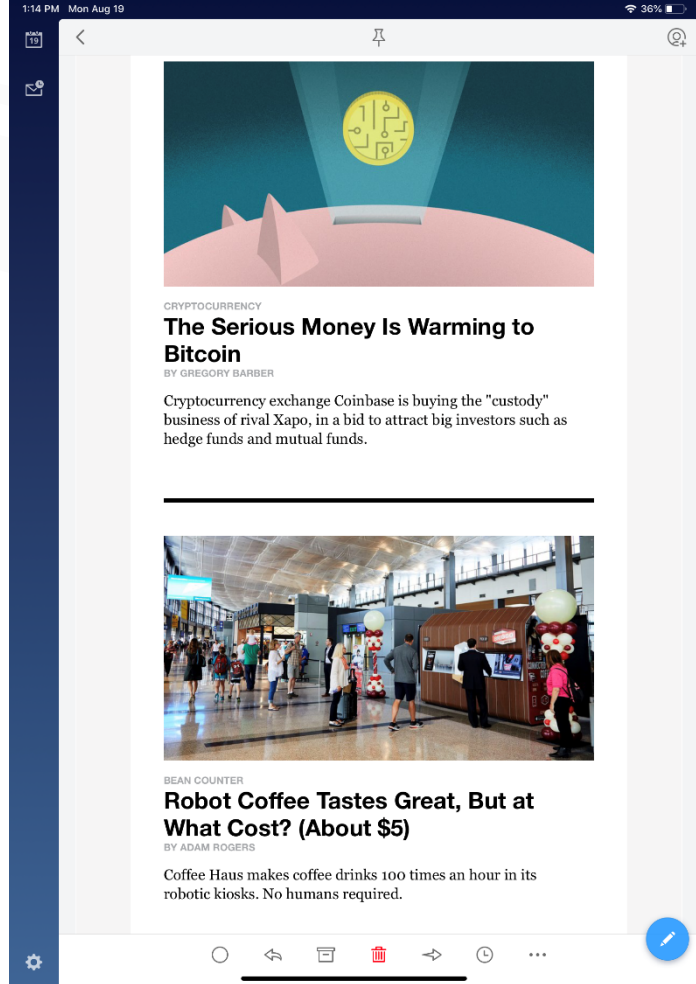 1:14 PM Mon Aug 19
36%
19
CRYPTOCURRENCY
The Serious Money Is Warming to
Bitcoin
BY GREGORY BARBER
Cryptocurrency exchange Coinbase is buying the "custody"
business of rival Xapo, in a bid to attract big investors such as
hedge funds and mutual funds.
BEAN COUNTER
Robot Coffee Tastes Great, But at
What Cost? (About $5)
BY ADAM ROGERS
Coffee Haus makes coffee drinks 100 times an hour in its
robotic kiosks. No humans required.